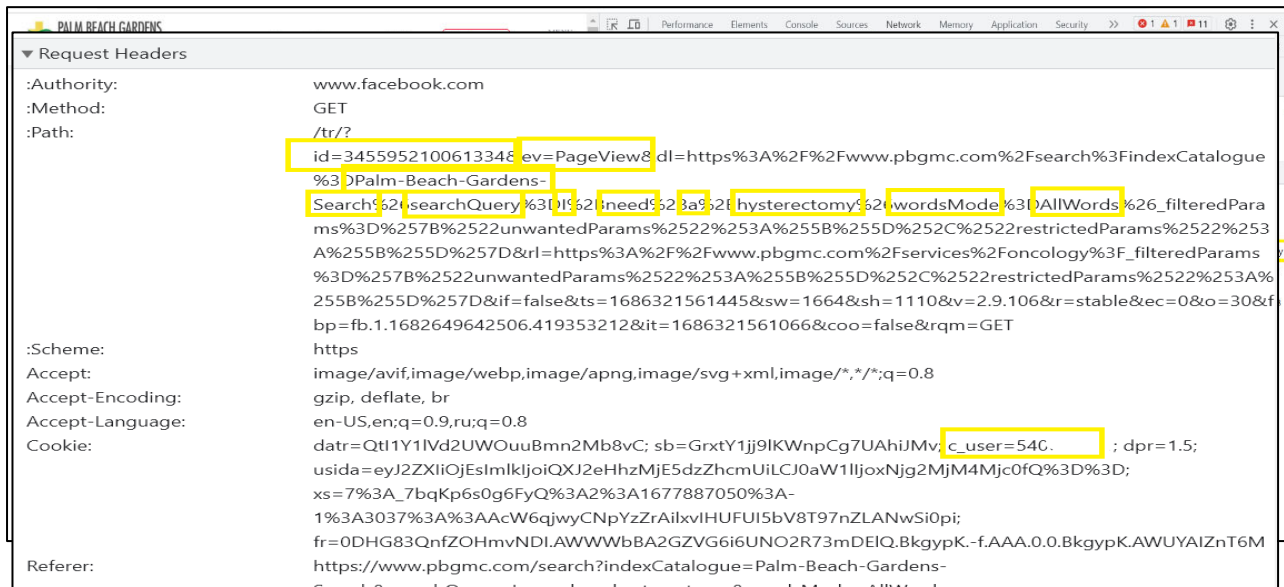 PALM BEACH GARDENS
Performance Elements Console Sources Network Memory Application Security >> 1 1 11
▼ Request Headers
:Authority: www.facebook.com
:Method: GET
:Path: /tr/?
id=345595210061334& ev=PageView& dl=https%3A%2F%2Fwww.pbgmc.com%2Fsearch%3FindexCatalogue
%3DPalm-Beach-Gardens-
Search%26searchQuery%3DI%2Bneed%2Ba%2Bhysterectomy%26wordsMode%3DAllWords%26_filteredPara
ms%3D%257B%2522unwantedParams%2522%253A%255B%255D%252C%2522restrictedParams%2522%253
A%255B%255D%257D&rl=https%3A%2F%2Fwww.pbgmc.com%2Fservices%2Foncology%3F_filteredParams
%3D%257B%2522unwantedParams%2522%253A%255B%255D%252C%2522restrictedParams%2522%253A%
255B%255D%257D&if=false&ts=1686321561445&sw=1664&sh=1110&v=2.9.106&r=stable&ec=0&o=30&f
bp=fb.1.1682649642506.419353212&it=1686321561066&coo=false&rqm=GET
:Scheme: https
Accept: image/avif,image/webp,image/apng,image/svg+xml,image/*,*/*;q=0.8
Accept-Encoding: gzip, deflate, br
Accept-Language: en-US,en;q=0.9,ru;q=0.8
Cookie: datr=QtI1Y1lVd2UWOuuBmn2Mb8vC; sb=GrxtY1jj9lKWnpCg7UAhiJMv; c_user=540. ; dpr=1.5;
usida=eyJ2ZXIiOjEsImlkIjoiQXJ2eHhzMjE5dzZhcmUiLCJ0aW1lIjoxNjg2MjM4Mjc0fQ%3D%3D;
xs=7%3A_7bqKp6s0g6FyQ%3A2%3A1677887050%3A-
1%3A3037%3A%3AAcW6qjwyCNpYzZrAilxvIHUFUI5bV8T97nZLANwSi0pi;
fr=0DHG83QnfZOHmvNDI.AWWWbBA2GZVG6i6UNO2R73mDElQ.BkgypK.-f.AAA.0.0.BkgypK.AWUYAIZnT6M
Referer: https://www.pbgmc.com/search?indexCatalogue=Palm-Beach-Gardens-